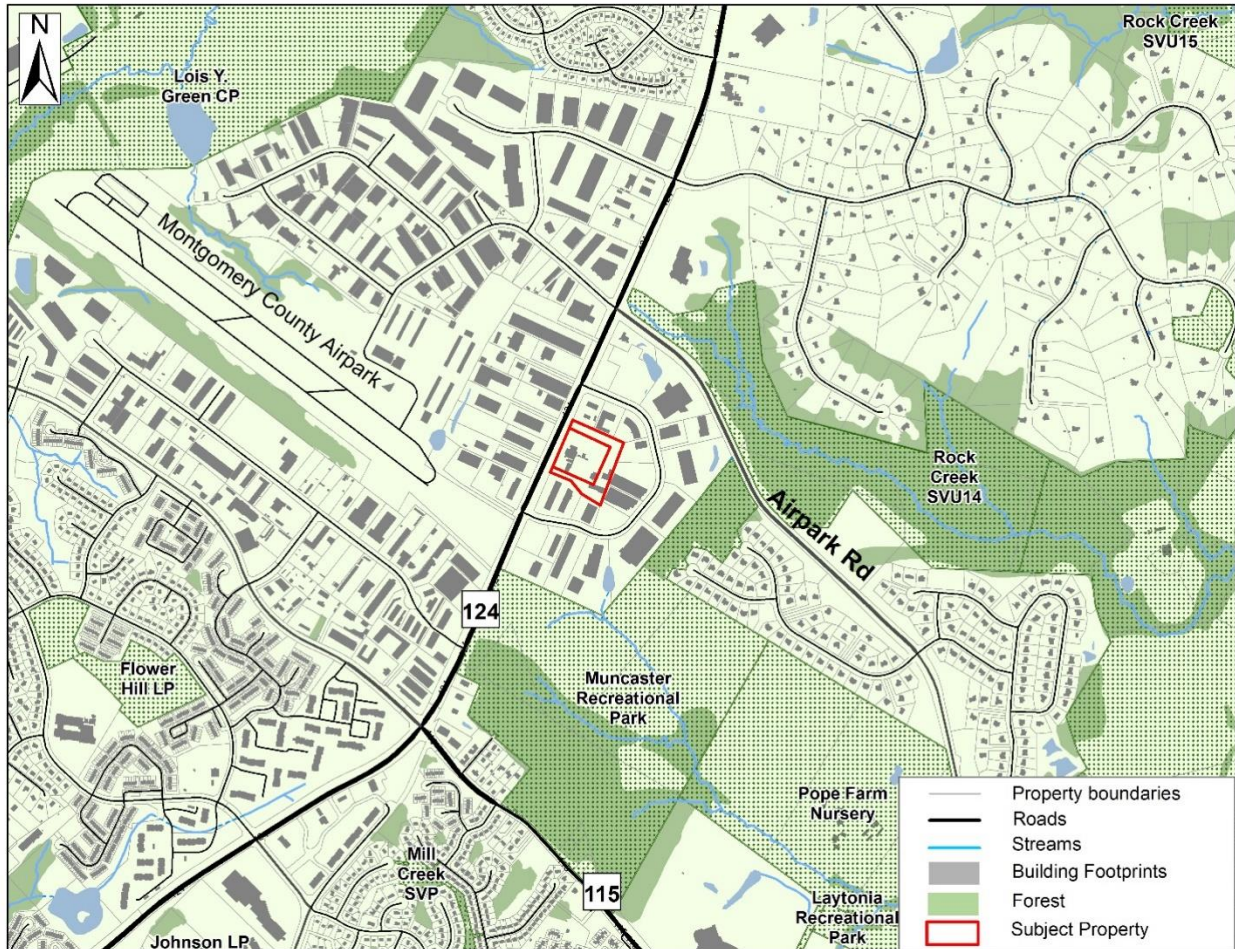 N
Lois Y.
Green CP
Rock Creek
SVU15
Montgomery County Airpark
Rock
Creek
SVU14
Airpark Rd
124
Flower
Hill LP
Muncaster
Recreational
Park
Pope Farm
Nursery
Mill
Creek
SVP
115
Laytonia
Recreational
Park
Johnson LP
Property boundaries
Roads
Streams
Building Footprints
Forest
Subject Property